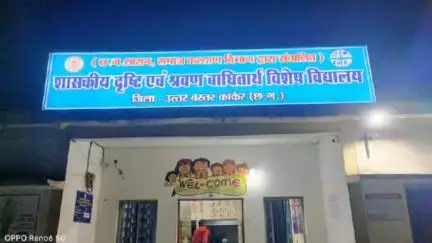 ( छ.ग. शासन, समाज कल्याण विभाग द्वारा संचालित )
शासकीय दृष्टि एवं श्रवण बाधितार्थ विशेष विद्यालय
जिला - उत्तर बस्तर कांकेर (छ.ग.)
WEL-COME
OPPO Reno6 5G